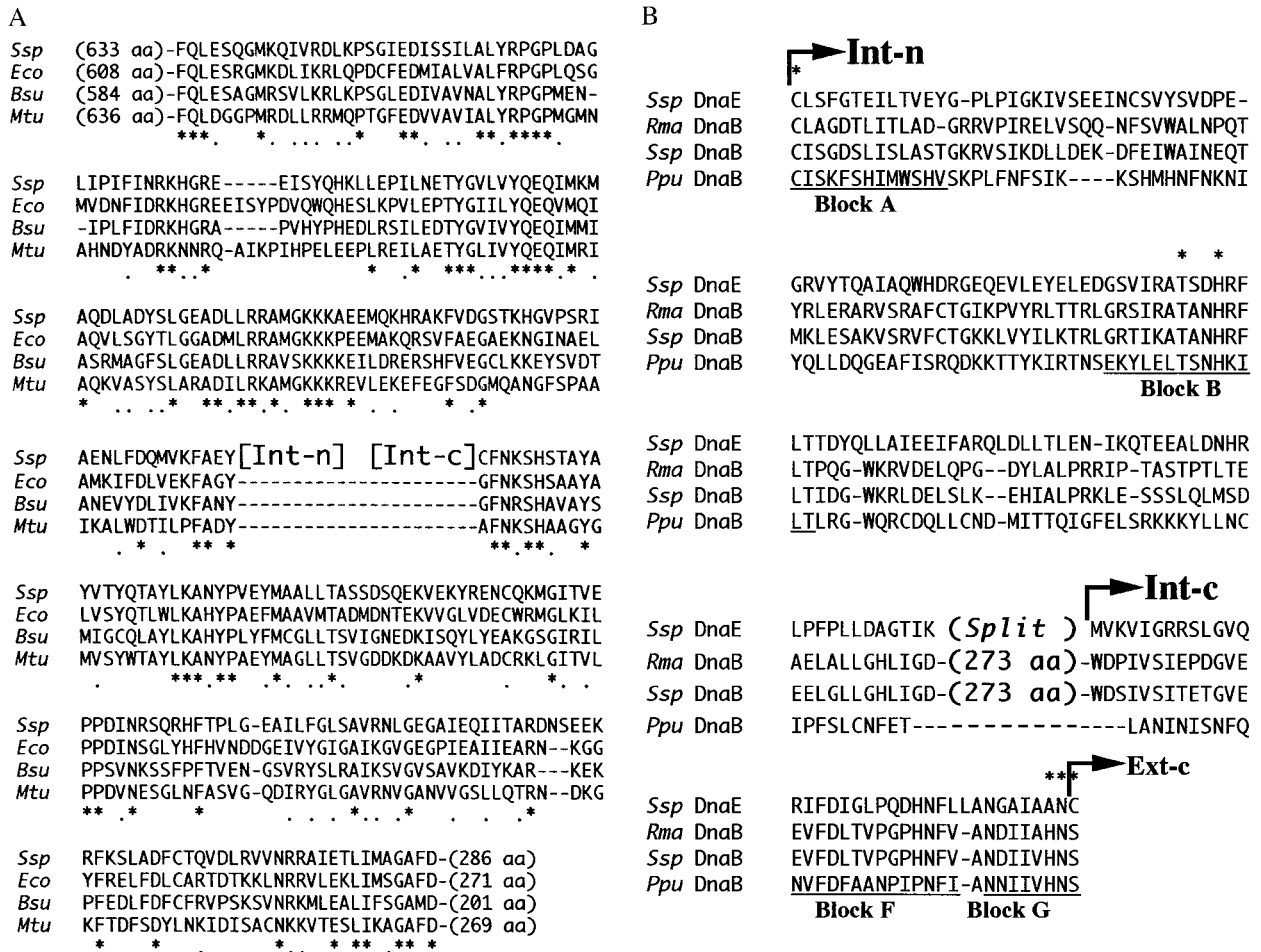 A
Ssp (633 aa)-FQLESQGMKQIVRDLKPSGIEDISSILALYRPGPLDAG
Eco (608 aa)-FQLESRGMKDLIKRLQPDCFEDMIALVALFRPGPLQSG
Bsu (584 aa)-FQLESAGMRSVLKRLKPSGLEDIVAVNALYRPGPMEN-
Mtu (636 aa)-FQLDGGPMRDLLRRMQPTGFEDVVAVIALYRPGPMGMN
Ssp LIPIFINRKHGRE-----EISYQHKLLEPILNETYGVLVYQEQIMKM
Eco MVDNFIDRKHGREEISYPDVQWQHESLKPVLEPTYGIILYQEQVMQI
Bsu -IPLFIDRKHGRA-----PVHYPHEDLRSILEDTYGVIVYQEQIMMI
Mtu AHNDYADRKNNRQ-AIKPIHPELEEPLREILAETYGLIVYQEQIMRI
Ssp AQDLADYSLGEADLLRRAMGKKKAEEMQKHRAKFVDGSTKHGVPSRI
Eco AQVLSGYTLGGADMLRRAMGKKKPEEMAKQRSVFAEGAEKNGINAEL
Bsu ASRMAGFSLGEADLLRRAVSKKKKEILDRERSHFVEGCLKKEYSVDT
Mtu AQKVASYSLARADILRKAMGKKKREVLEKEFEGFSDGMQANGFSPAA
Ssp AENLFDQMVKFAEY[Int-n] [Int-c]CFNKSHSTAYA
Eco AMKIFDLVEKFAGY----------------------GFNKSHSAAYA
Bsu ANEVYDLIVKFANY----------------------GFNRSHAVAYS
Mtu IKALWDTILPFADY----------------------AFNKSHAAGYG
Ssp YVTYQTAYLKANYPVEYMAALLTASSDSQEKVEKYRENCQKMGITVE
Eco LVSYQTLWLKAHYPAEFMAAVMTADMDNTEKVVGLVDECWRMGLKIL
Bsu MIGCQLAYLKAHYPLYFMCGLLTSVIGNEDKISQYLYEAKGSGIRIL
Mtu MVSYWTAYLKANYPAEYMAGLLTSVGDDKDKAAVYLADCRKLGITVL
Ssp PPDINRSQRHFTPLG-EAILFGLSAVRNLGEGAIEQIITARDNSEEK
Eco PPDINSGLYHFHVNDDGEIVYGIGAIKGVGEGPIEAIIEARN--KGG
Bsu PPSVNKSSFPFTVEN-GSVRYSLRAIKSVGVSAVKDIYKAR---KEK
Mtu PPDVNESGLNFASVG-QDIRYGLGAVRNVGANVVGSLLQTRN--DKG
Ssp RFKSLADFCTQVDLRVVNRRAIETLIMAGAFD-(286 aa)
Eco YFRELFDLCARTDTKKLNRRVLEKLIMSGAFD-(271 aa)
Bsu PFEDLFDFCFRVPSKSVNRKMLEALIFSGAMD-(201 aa)
Mtu KFTDFSDYLNKIDISACNKKVTESLIKAGAFD-(269 aa)
B
Int-n
*
Ssp DnaE CLSFGTEILTVEYG-PLPIGKIVSEEINCSVYSVDPE-
Rma DnaB CLAGDTLITLAD-GRRVPIRELVSQQ-NFSVWALNPQT
Ssp DnaB CISGDSLISLASTGKRVSIKDLLDEK-DFEIWAINEQT
Ppu DnaB CISKFSHIMWSHVSKPLFNFSIK----KSHMHNFNKNI
Block A
* *
Ssp DnaE GRVYTQAIAQWHDRGEQEVLEYELEDGSVIRATSDHRF
Rma DnaB YRLERARVSRAFCTGIKPVYRLTTRLGRSIRATANHRF
Ssp DnaB MKLESAKVSRVFCTGKKLVYILKTRLGRTIKATANHRF
Ppu DnaB YQLLDQGEAFISRQDKKTTYKIRTNSEKYLELTSNHKI
Block B
Ssp DnaE LTTDYQLLAIEEIFARQLDLLTLEN-IKQTEEALDNHR
Rma DnaB LTPQG-WKRVDELQPG--DYLALPRRIP-TASTPTLTE
Ssp DnaB LTIDG-WKRLDELSLK--EHIALPRKLE-SSSLQLMSD
Ppu DnaB LTLRG-WQRCDQLLCND-MITTQIGFELSRKKKYLLNC
Int-c
Ssp DnaE LPFPLLDAGTIK (Split ) MVKVIGRRSLGVQ
Rma DnaB AELALLGHLIGD-(273 aa)-WDPIVSIEPDGVE
Ssp DnaB EELGLLGHLIGD-(273 aa)-WDSIVSITETGVE
Ppu DnaB IPFSLCNFET------------------LANINISNFQ
*** Ext-c
Ssp DnaE RIFDIGLPQDHNFLLANGAIAANC
Rma DnaB EVFDLTVPGPHNFV-ANDIIAHNS
Ssp DnaB EVFDLTVPGPHNFV-ANDIIVHNS
Ppu DnaB NVFDFAANPIPNFI-ANNIIVHNS
Block F Block G